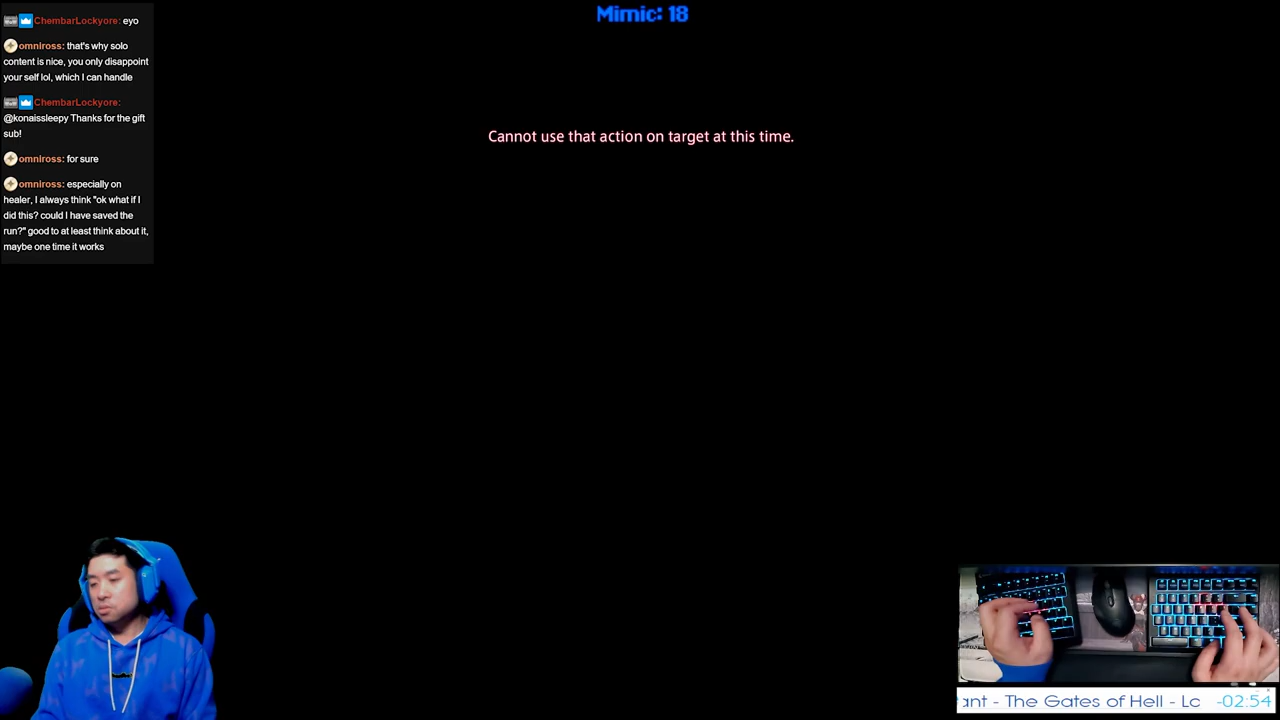 Mimic: 18
ChembarLockyore: eyo
omniross: that's why solo
content is nice, you only disappoint
your self lol, which I can handle
ChembarLockyore:
@konaissleepy Thanks for the gift
sub!
omniross: for sure
omniross: especially on
healer, I always think "ok what if I
did this? could I have saved the
run?" good to at least think about it,
maybe one time it works
Cannot use that action on target at this time.
ant - The Gates of Hell - Lc -02:54